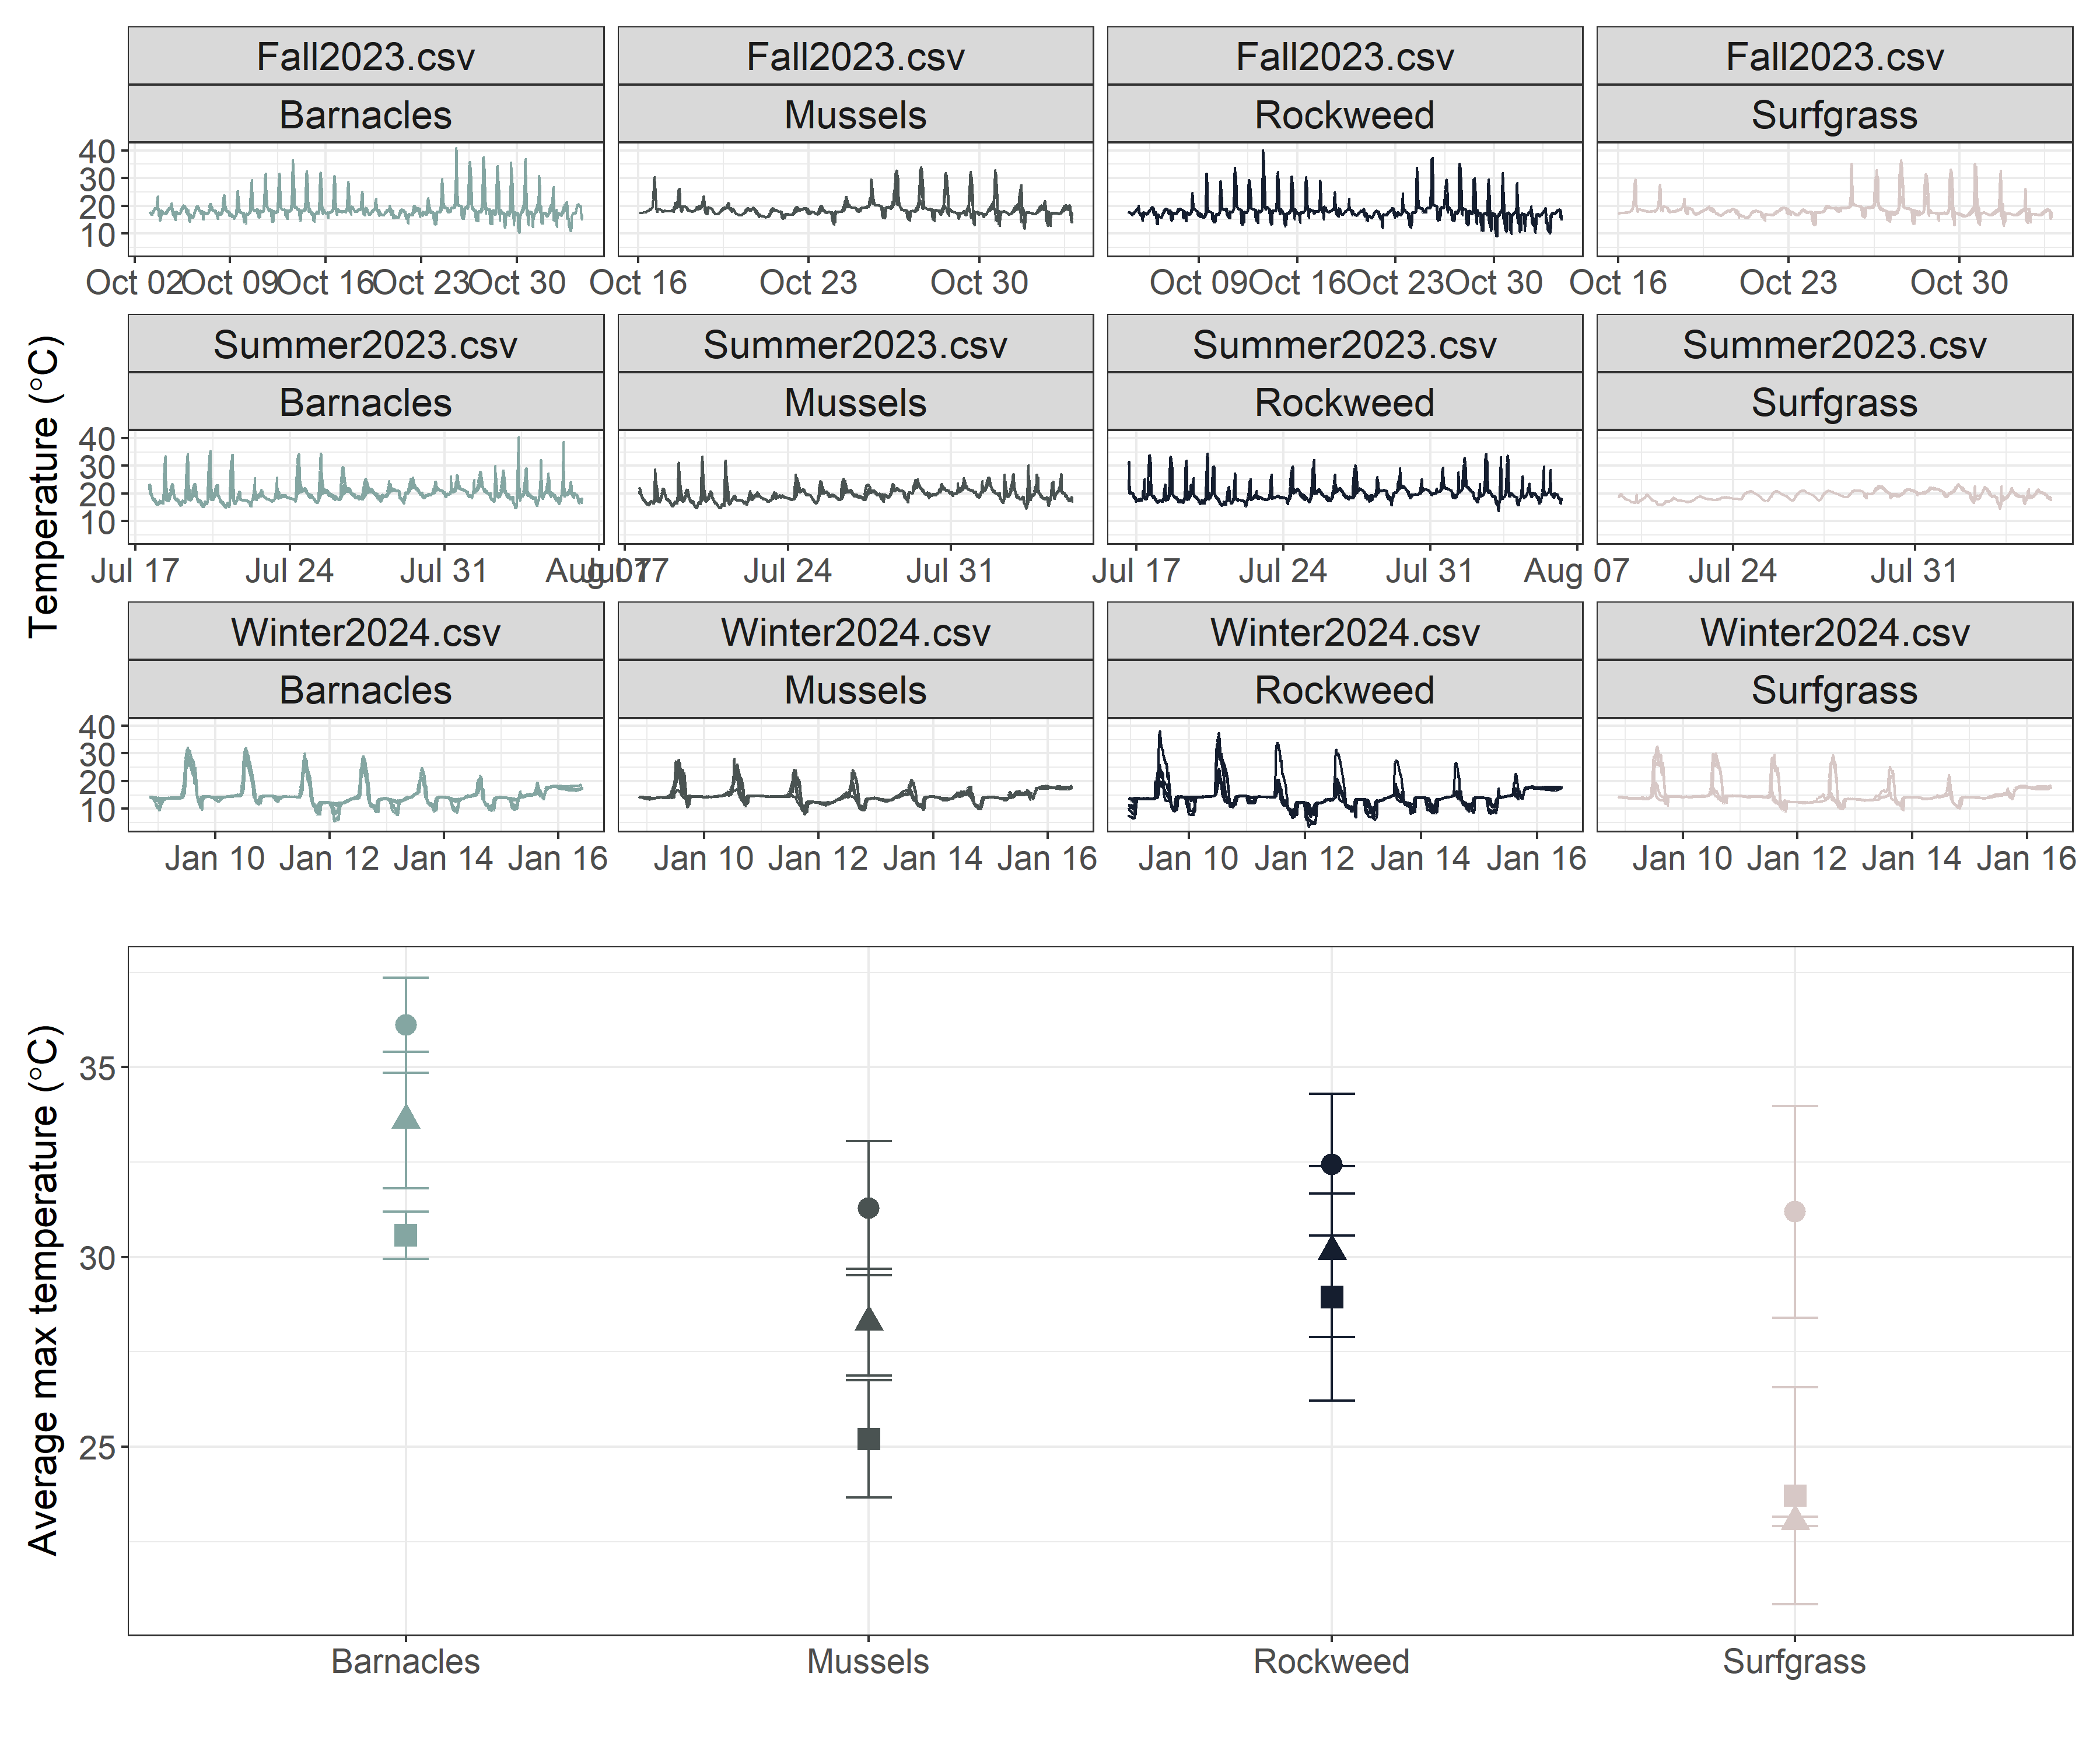 Fall2023.csv Fall2023.csv Fall2023.csv Fall2023.csv
Barnacles Mussels Rockweed Surfgrass
40
30
20
10
Oct 02 Oct 09 Oct 16 Oct 23 Oct 30 Oct 16 Oct 23 Oct 30 Oct 09 Oct 16 Oct 23 Oct 30 Oct 16 Oct 23 Oct 30
Summer2023.csv Summer2023.csv Summer2023.csv Summer2023.csv
Barnacles Mussels Rockweed Surfgrass
40
30
20
10
Jul 17 Jul 24 Jul 31 Aug 07 Jul 17 Jul 24 Jul 31 Jul 17 Jul 24 Jul 31 Aug 07 Jul 24 Jul 31
Temperature (°C)
Winter2024.csv Winter2024.csv Winter2024.csv Winter2024.csv
Barnacles Mussels Rockweed Surfgrass
40
30
20
10
Jan 10 Jan 12 Jan 14 Jan 16 Jan 10 Jan 12 Jan 14 Jan 16 Jan 10 Jan 12 Jan 14 Jan 16 Jan 10 Jan 12 Jan 14 Jan 16
Average max temperature (°C)
35
30
25
Barnacles Mussels Rockweed Surfgrass